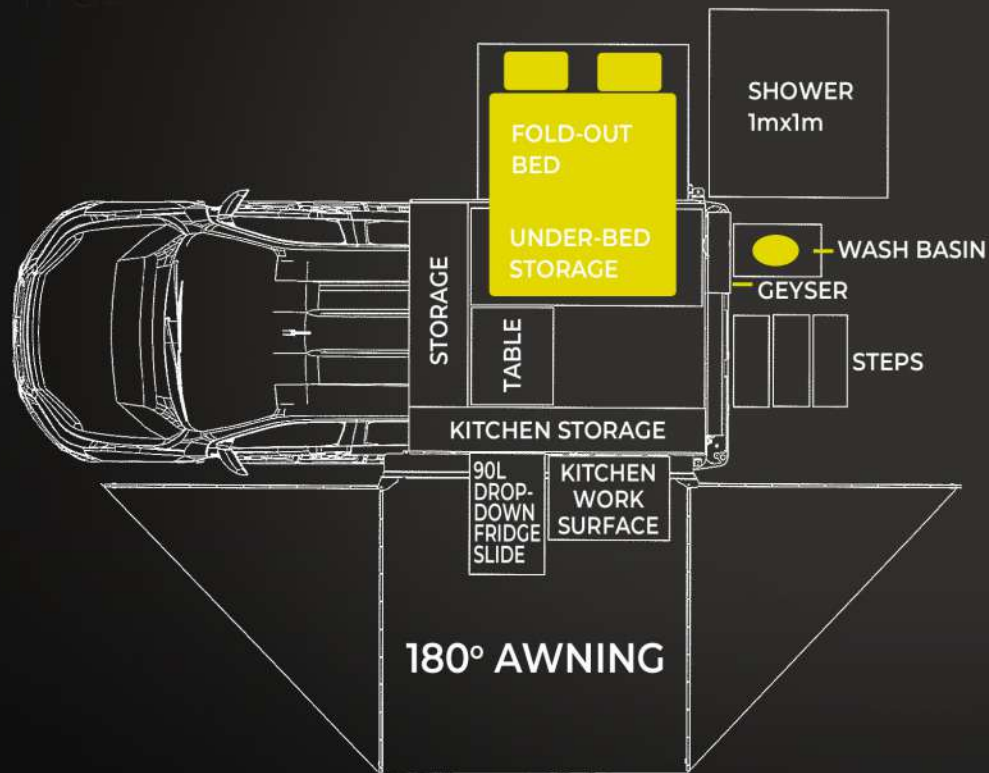 SHOWER
1mx1m
FOLD-OUT
BED
UNDER-BED
STORAGE
WASH BASIN
GEYSER
STEPS
STORAGE
TABLE
KITCHEN STORAGE
90L
DROP-
DOWN
FRIDGE
SLIDE
KITCHEN
WORK
SURFACE
180° AWNING